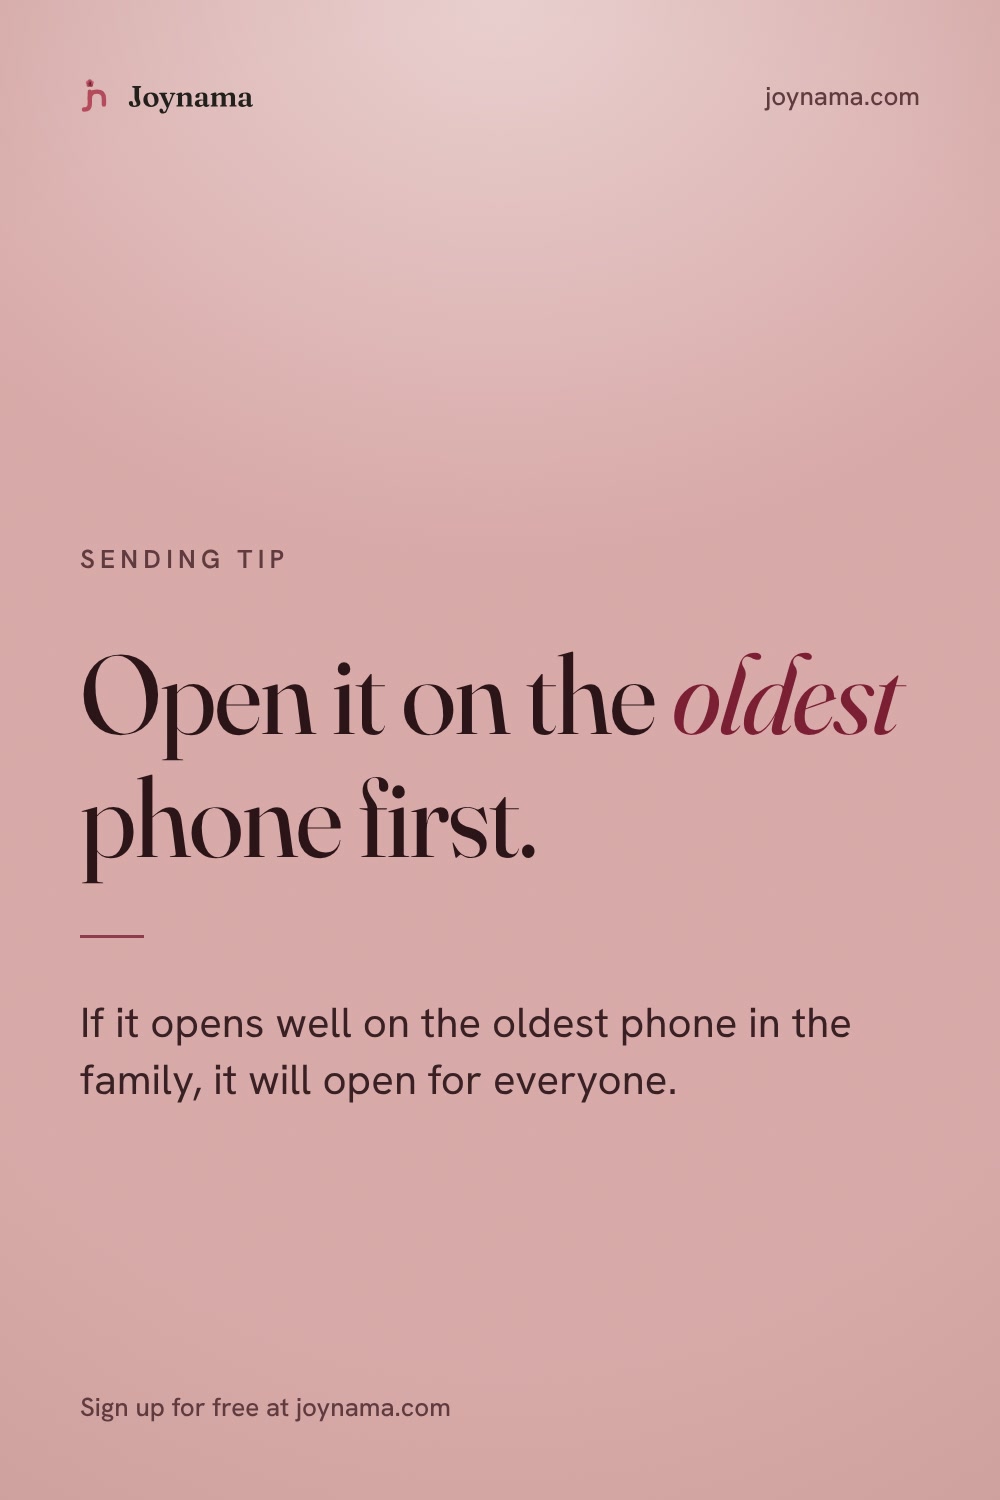 Joynama
joynama.com
SENDING TIP
Open it on the oldest
phone first.
If it opens well on the oldest phone in the
family, it will open for everyone.
Sign up for free at joynama.com